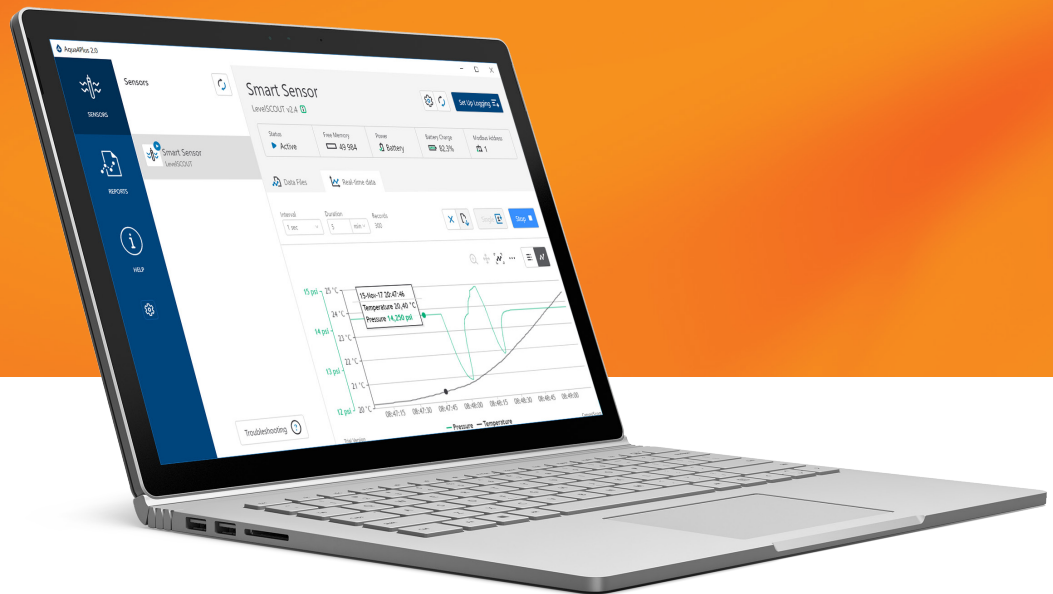 Aqua4Plus 2.0
SENSORS
REPORTS
HELP
Sensors
Smart Sensor
LevelSCOUT
Troubleshooting
Smart Sensor
LevelSCOUT v2.4
Set Up Logging
Status
Active
Free Memory
49 984
Power
Battery
Battery Charge
82.3%
Modbus Address
1
Data Files
Real-time data
Interval
1 sec
Duration
5
min
Records
300
Stop
15 psi
14 psi
13 psi
12 psi
25 °C
24 °C
23 °C
22 °C
21 °C
20 °C
15-Nov-17 20:47:46
Temperature 20,40 °C
Pressure 14,250 psi
08:47:15 08:47:30 08:47:45 08:48:00 08:48:15 08:48:30 08:48:45 08:49:00
Pressure Temperature